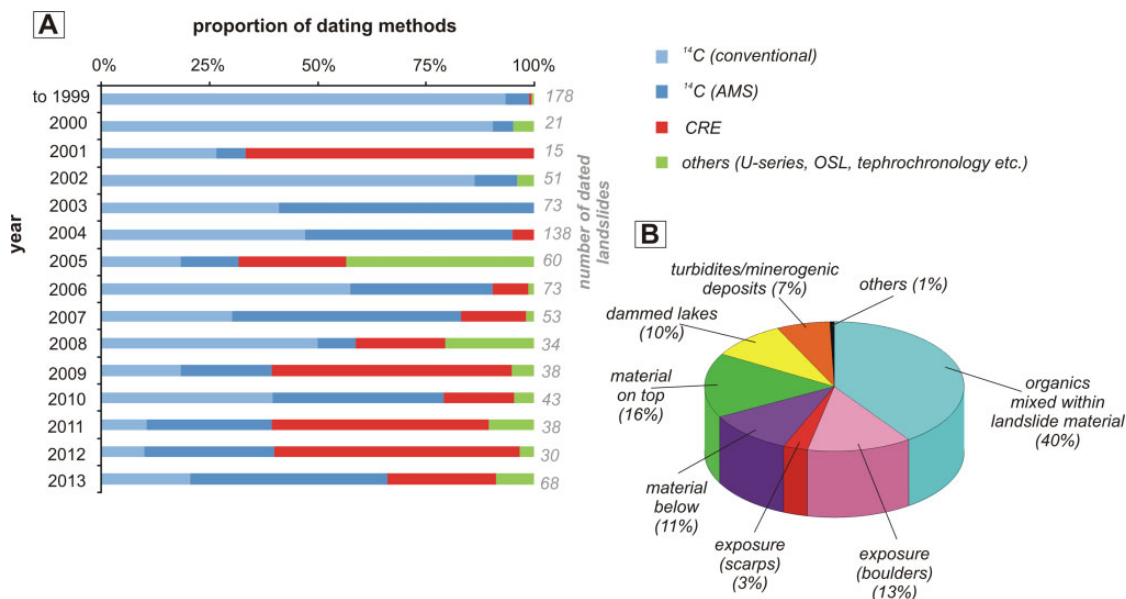 A
proportion of dating methods
0% 25% 50% 75% 100%
to 1999 178
2000 21
2001 15
2002 51
2003 73
2004 138
2005 60
2006 73
2007 53
2008 34
2009 38
2010 43
2011 38
2012 30
2013 68
year
number of dated
landslides
¹⁴C (conventional)
¹⁴C (AMS)
CRE
others (U-series, OSL, tephrochronology etc.)
B
turbidites/minerogenic
deposits (7%)
others (1%)
dammed lakes
(10%)
material
on top
(16%)
organics
mixed within
landslide material
(40%)
material
below
(11%)
exposure
(scarps)
(3%)
exposure
(boulders)
(13%)